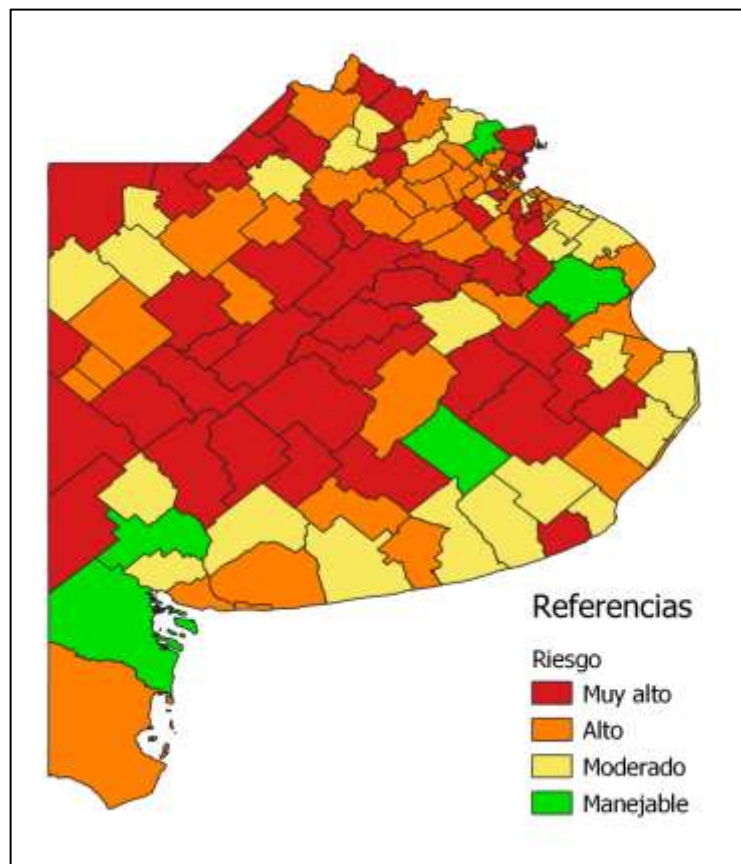 Referencias
Riesgo
Muy alto
Alto
Moderado
Manejable